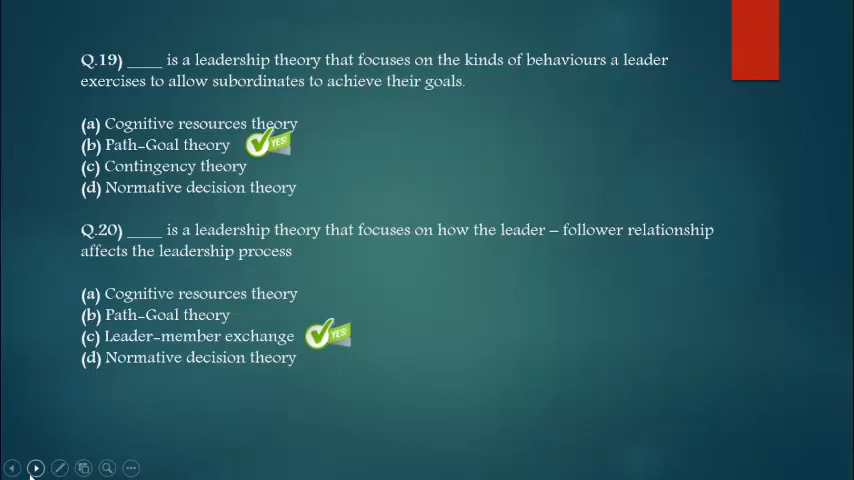 Q.19) ____ is a leadership theory that focuses on the kinds of behaviours a leader
exercises to allow subordinates to achieve their goals.
(a) Cognitive resources theory
(b) Path-Goal theory YES!
(c) Contingency theory
(d) Normative decision theory
Q.20) ____ is a leadership theory that focuses on how the leader – follower relationship
affects the leadership process
(a) Cognitive resources theory
(b) Path-Goal theory
(c) Leader-member exchange YES!
(d) Normative decision theory